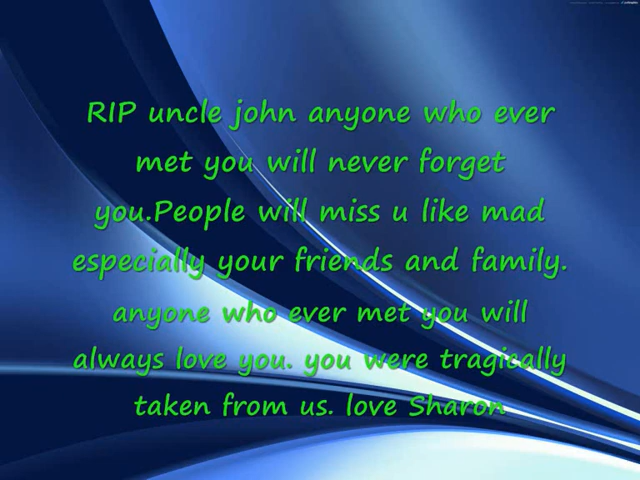 RIP uncle john anyone who ever
met you will never forget
you.People will miss u like mad
especially your friends and family.
anyone who ever met you will
always love you. you were tragically
taken from us. love Sharon